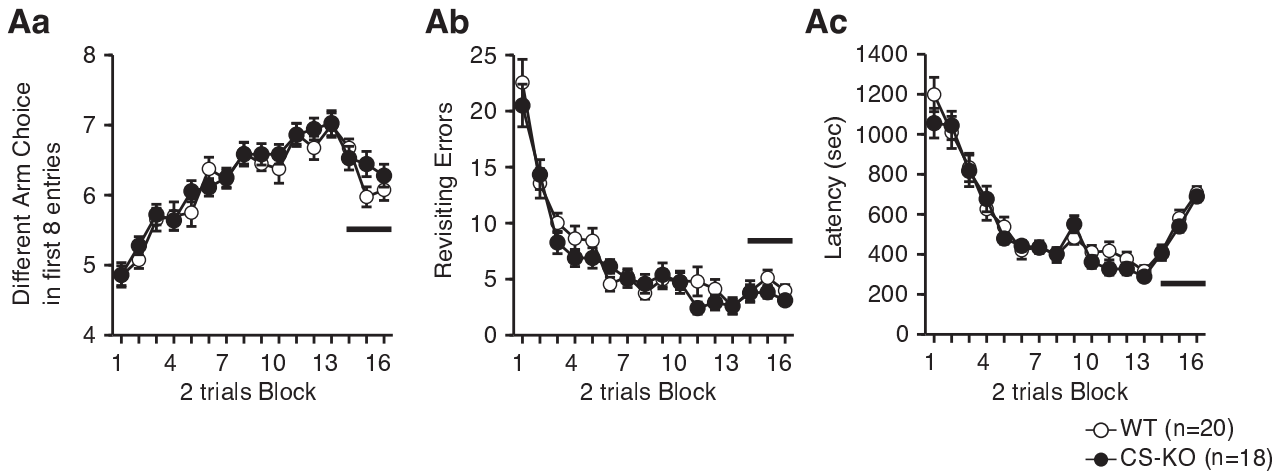 Aa
Different Arm Choice
in first 8 entries
8
7
6
5
4
1 4 7 10 13 16
2 trials Block
Ab
Revisiting Errors
25
20
15
10
5
0
1 4 7 10 13 16
2 trials Block
Ac
Latency (sec)
1400
1200
1000
800
600
400
200
0
1 4 7 10 13 16
2 trials Block
WT (n=20)
CS-KO (n=18)